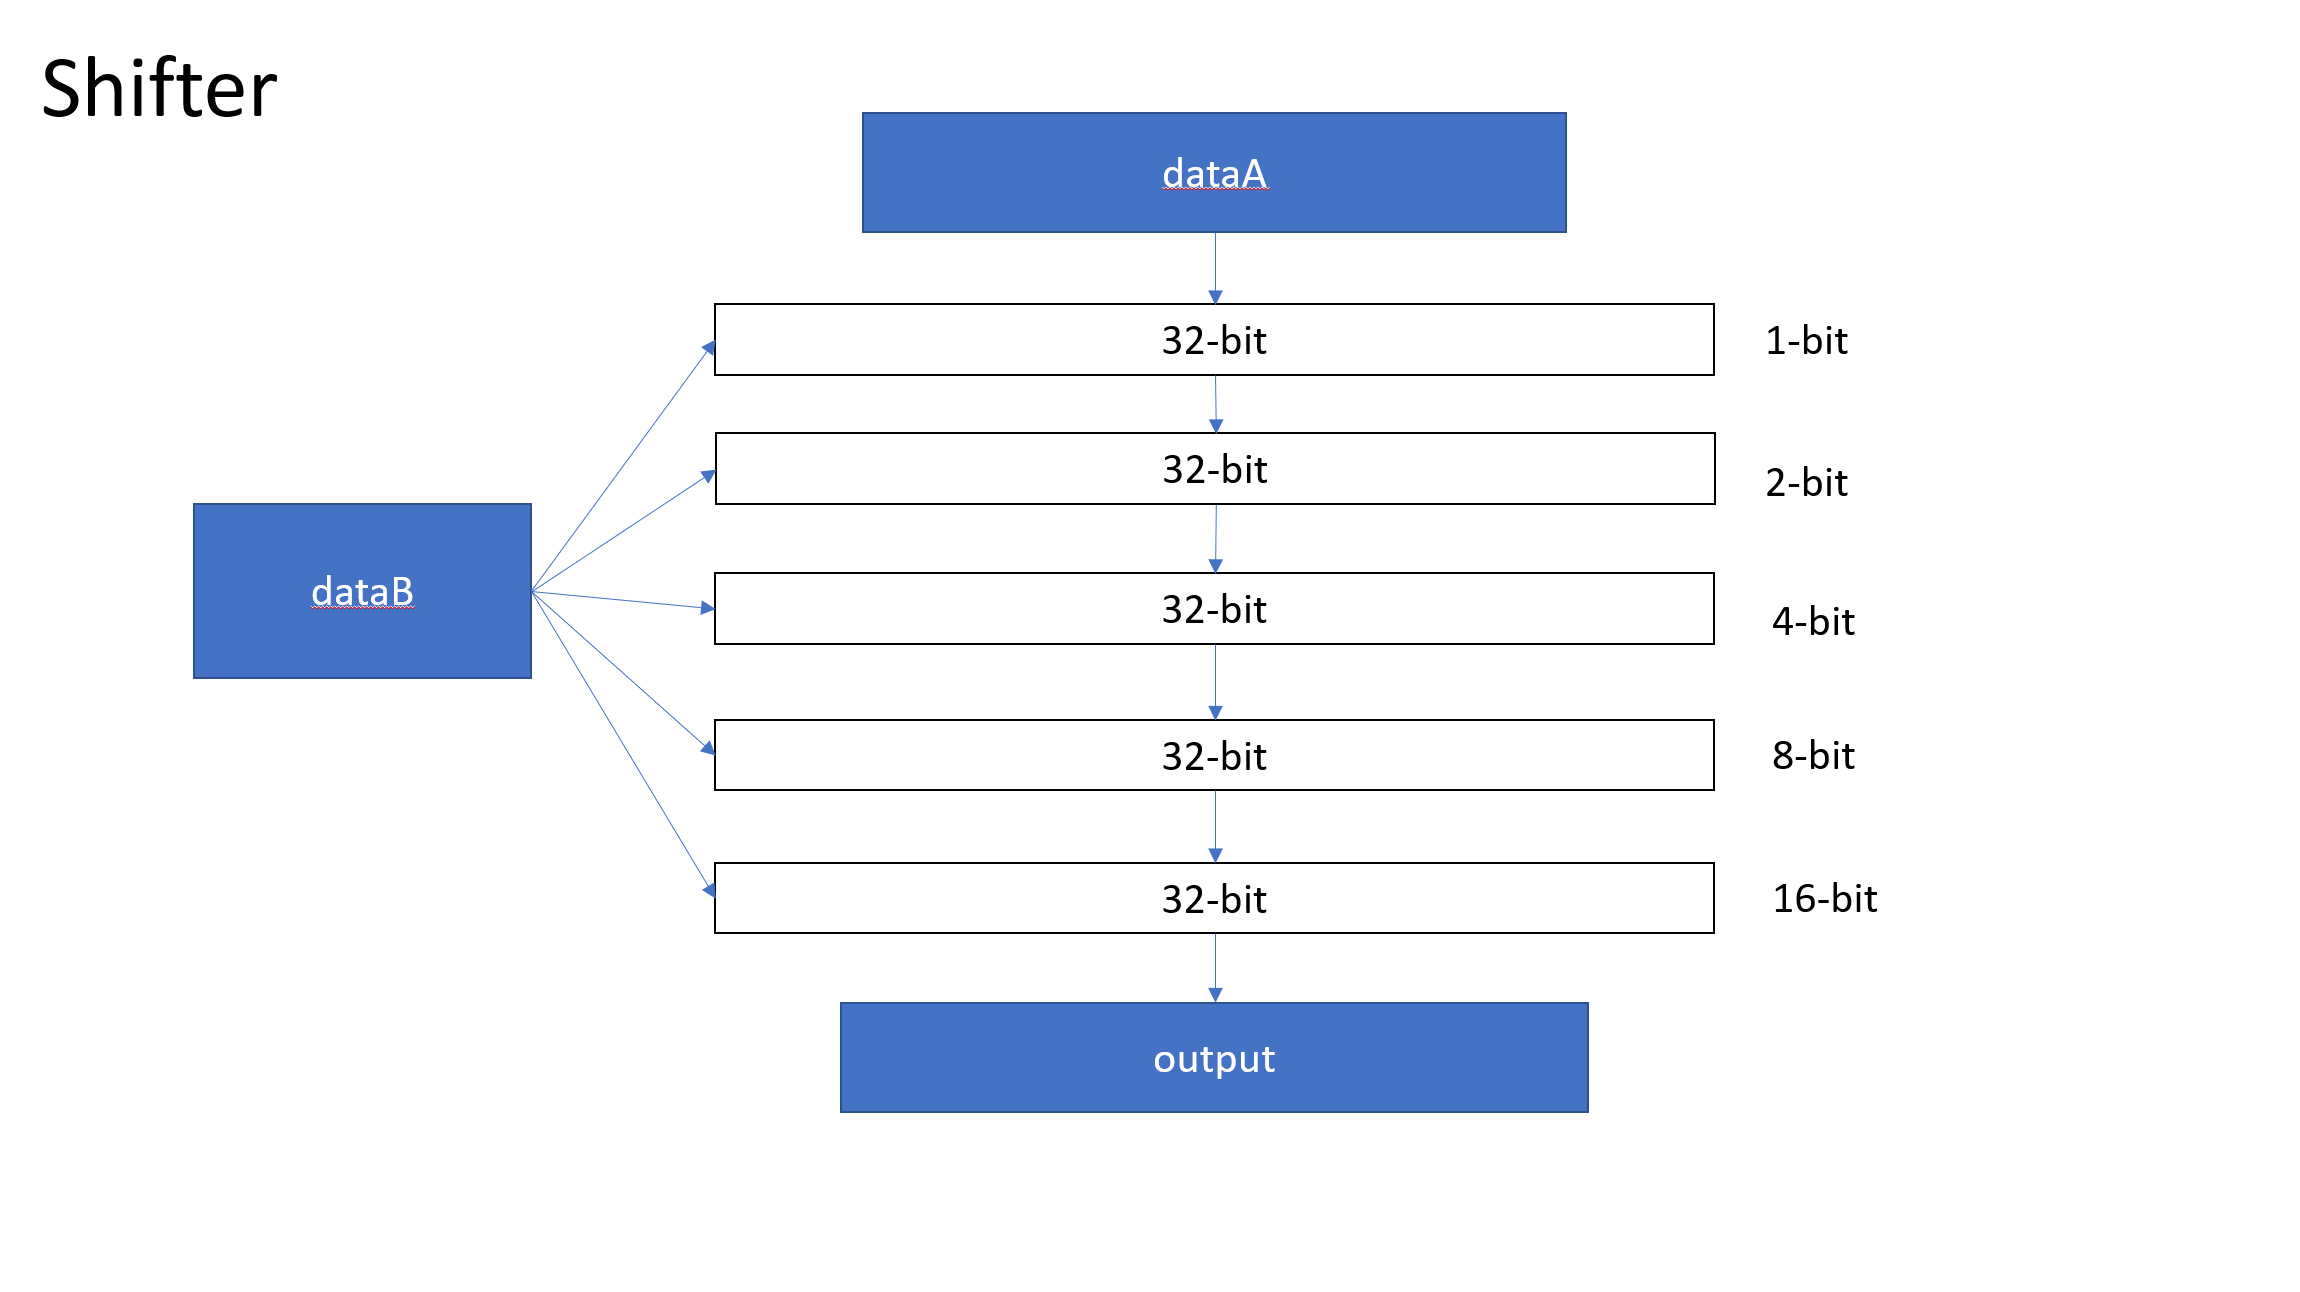 Shifter
dataA
32-bit
1-bit
32-bit
2-bit
dataB
32-bit
4-bit
32-bit
8-bit
32-bit
16-bit
output